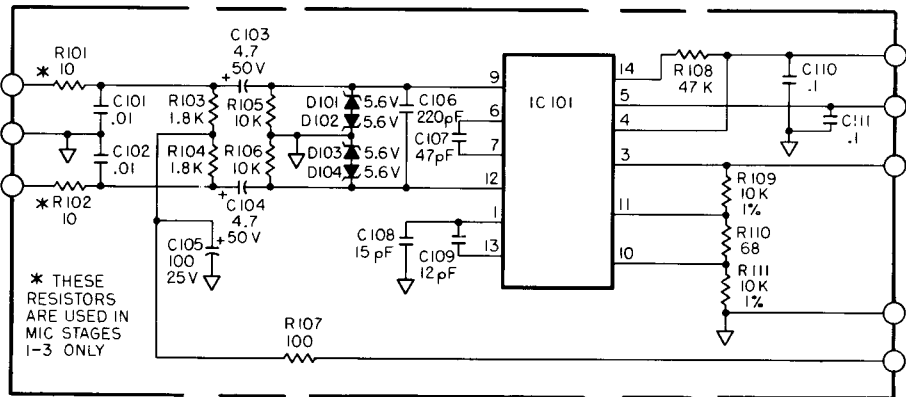 R101
* 10
C101
.01
C102
.01
* R102
10
* THESE
RESISTORS
ARE USED IN
MIC STAGES
1-3 ONLY
C103
4.7
50V
R103
1.8K
R104
1.8K
R105
10K
R106
10K
C104
4.7
50V
C105
100
25V
R107
100
D101
5.6V
D102
5.6V
D103
5.6V
D104
5.6V
C106
220pF
C107
47pF
C108
15pF
C109
12pF
IC101
9
6
7
12
1
13
14
5
4
3
11
10
R108
47K
C110
.1
C111
.1
R109
10K
1%
R110
68
R111
10K
1%